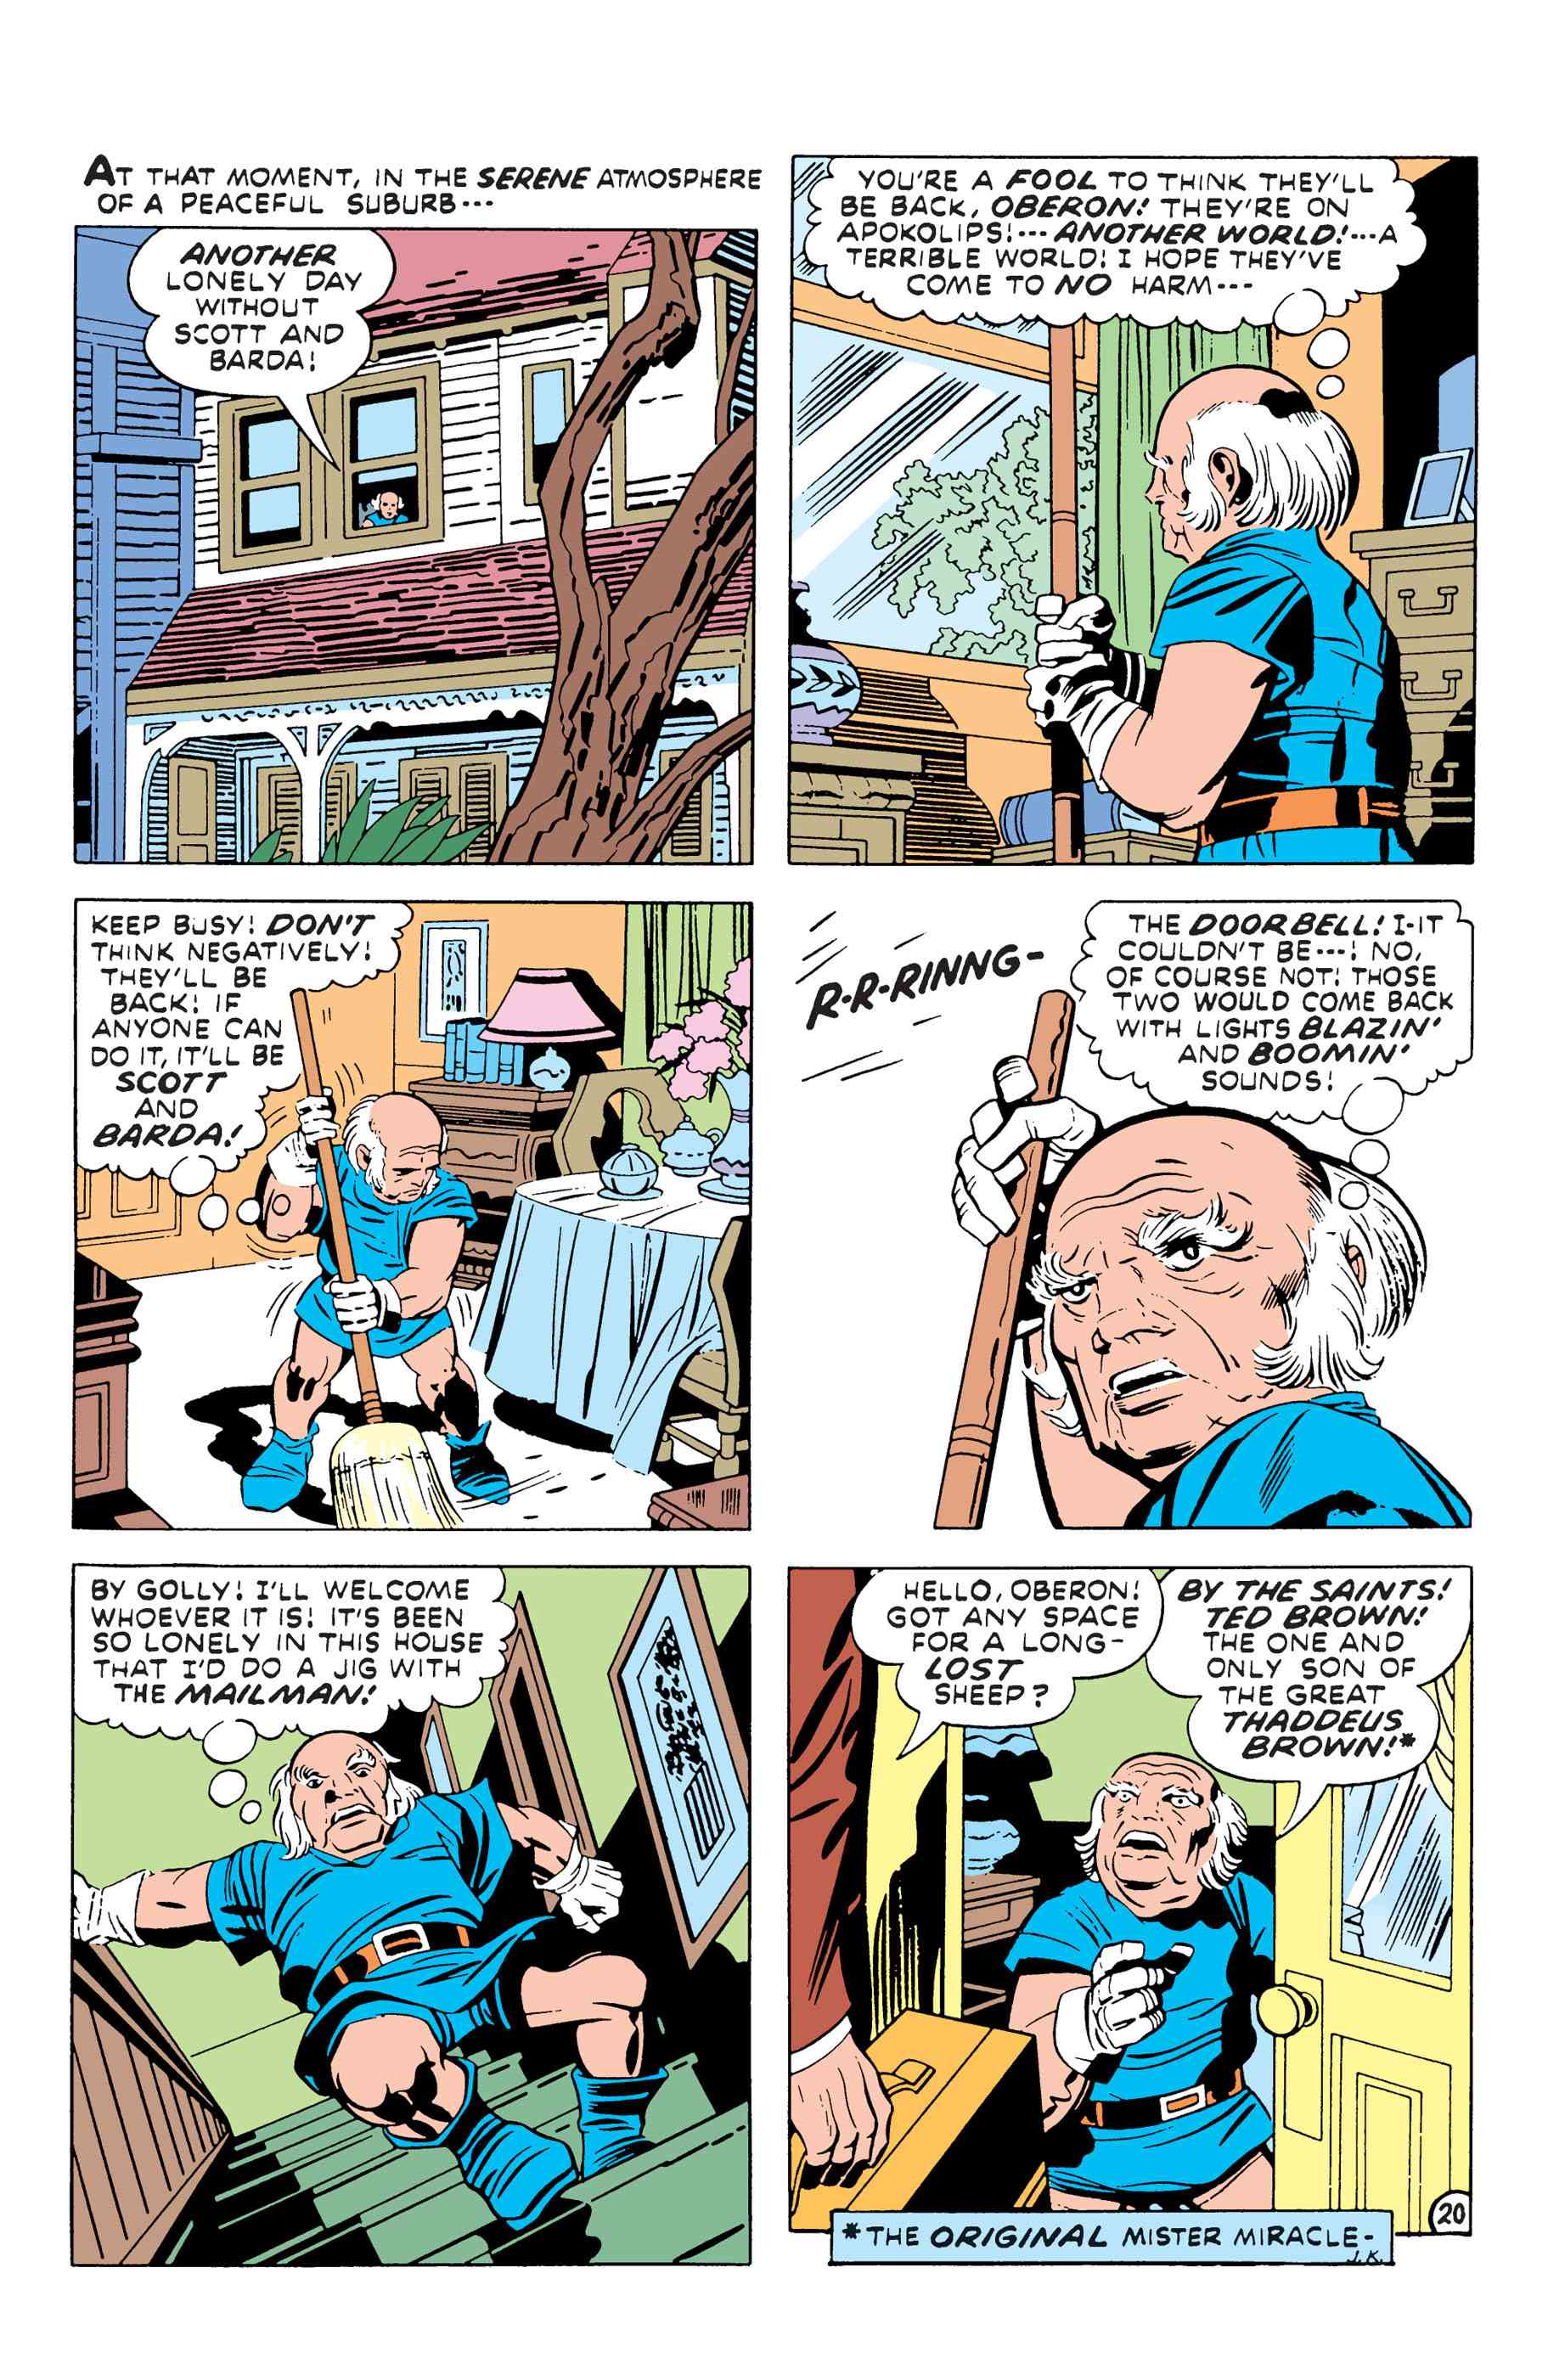 AT THAT MOMENT, IN THE SERENE ATMOSPHERE
OF A PEACEFUL SUBURB---
ANOTHER
LONELY DAY
WITHOUT
SCOTT AND
BARDA!
YOU'RE A FOOL TO THINK THEY'LL
BE BACK, OBERON! THEY'RE ON
APOKOLIPS!--- ANOTHER WORLD!---A
TERRIBLE WORLD! I HOPE THEY'VE
COME TO NO HARM---
KEEP BUSY! DON'T
THINK NEGATIVELY!
THEY'LL BE
BACK! IF
ANYONE CAN
DO IT, IT'LL BE
SCOTT
AND
BARDA!
R-R-RINNG-
THE DOORBELL! I-IT
COULDN'T BE---! NO,
OF COURSE NOT! THOSE
TWO WOULD COME BACK
WITH LIGHTS BLAZIN'
AND BOOMIN'
SOUNDS!
BY GOLLY! I'LL WELCOME
WHOEVER IT IS! IT'S BEEN
SO LONELY IN THIS HOUSE
THAT I'D DO A JIG WITH
THE MAILMAN!
HELLO, OBERON!
GOT ANY SPACE
FOR A LONG-
LOST
SHEEP?
BY THE SAINTS!
TED BROWN!
THE ONE AND
ONLY SON OF
THE GREAT
THADDEUS
BROWN!*
*THE ORIGINAL MISTER MIRACLE-
J.K.
20